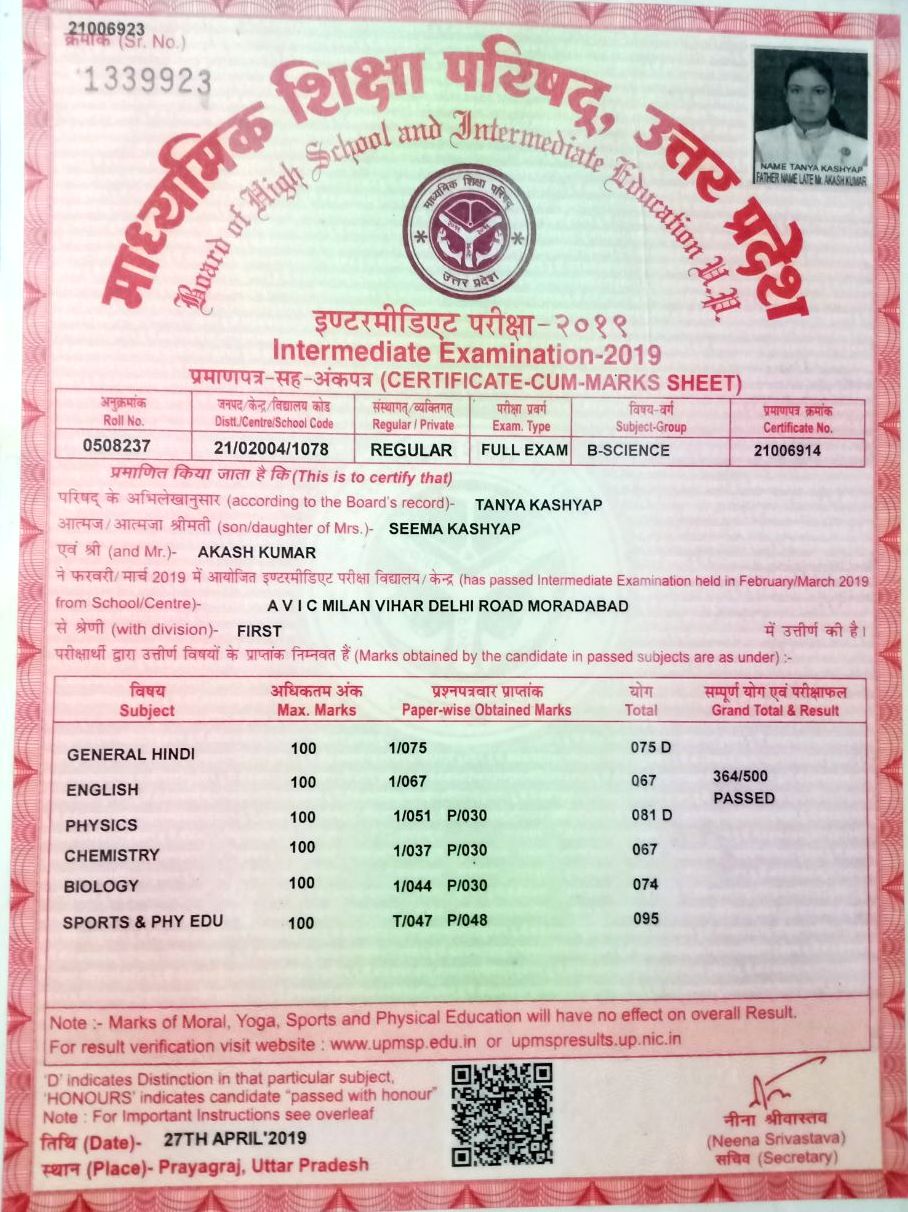 21006923
क्रमांक (Sr. No.)
1339923
माध्यमिक शिक्षा परिषद्, उत्तर प्रदेश
Board of High School and Intermediate Education U.P.
माध्यमिक शिक्षा परिषद्
उत्तर प्रदेश
NAME TANYA KASHYAP
FATHER NAME LATE Mr. AKASH KUMAR
इण्टरमीडिएट परीक्षा-२०१९
Intermediate Examination-2019
प्रमाणपत्र-सह-अंकपत्र (CERTIFICATE-CUM-MARKS SHEET)
अनुक्रमांक जनपद/केन्द्र/विद्यालय कोड संस्थागत्/व्यक्तिगत् परीक्षा प्रवर्ग विषय-वर्ग प्रमाणपत्र क्रमांक
Roll No. Distt./Centre/School Code Regular / Private Exam. Type Subject-Group Certificate No.
0508237 21/02004/1078 REGULAR FULL EXAM B-SCIENCE 21006914
प्रमाणित किया जाता है कि (This is to certify that)
परिषद् के अभिलेखानुसार (according to the Board's record)- TANYA KASHYAP
आत्मज/आत्मजा श्रीमती (son/daughter of Mrs.)- SEEMA KASHYAP
एवं श्री (and Mr.)- AKASH KUMAR
ने फरवरी/मार्च 2019 में आयोजित इण्टरमीडिएट परीक्षा विद्यालय/केन्द्र (has passed Intermediate Examination held in February/March 2019
from School/Centre)- A V I C MILAN VIHAR DELHI ROAD MORADABAD
से श्रेणी (with division)- FIRST में उत्तीर्ण की है।
परीक्षार्थी द्वारा उत्तीर्ण विषयों के प्राप्तांक निम्नवत हैं (Marks obtained by the candidate in passed subjects are as under) :-
विषय अधिकतम अंक प्रश्नपत्रवार प्राप्तांक योग सम्पूर्ण योग एवं परीक्षाफल
Subject Max. Marks Paper-wise Obtained Marks Total Grand Total & Result
GENERAL HINDI 100 1/075 075 D
ENGLISH 100 1/067 067 364/500
PASSED
PHYSICS 100 1/051 P/030 081 D
CHEMISTRY 100 1/037 P/030 067
BIOLOGY 100 1/044 P/030 074
SPORTS & PHY EDU 100 T/047 P/048 095
Note :- Marks of Moral, Yoga, Sports and Physical Education will have no effect on overall Result.
For result verification visit website : www.upmsp.edu.in or upmspresults.up.nic.in
'D' indicates Distinction in that particular subject,
'HONOURS' indicates candidate "passed with honour"
Note : For Important Instructions see overleaf
तिथि (Date)- 27TH APRIL'2019
स्थान (Place)- Prayagraj, Uttar Pradesh
नीना श्रीवास्तव
(Neena Srivastava)
सचिव (Secretary)